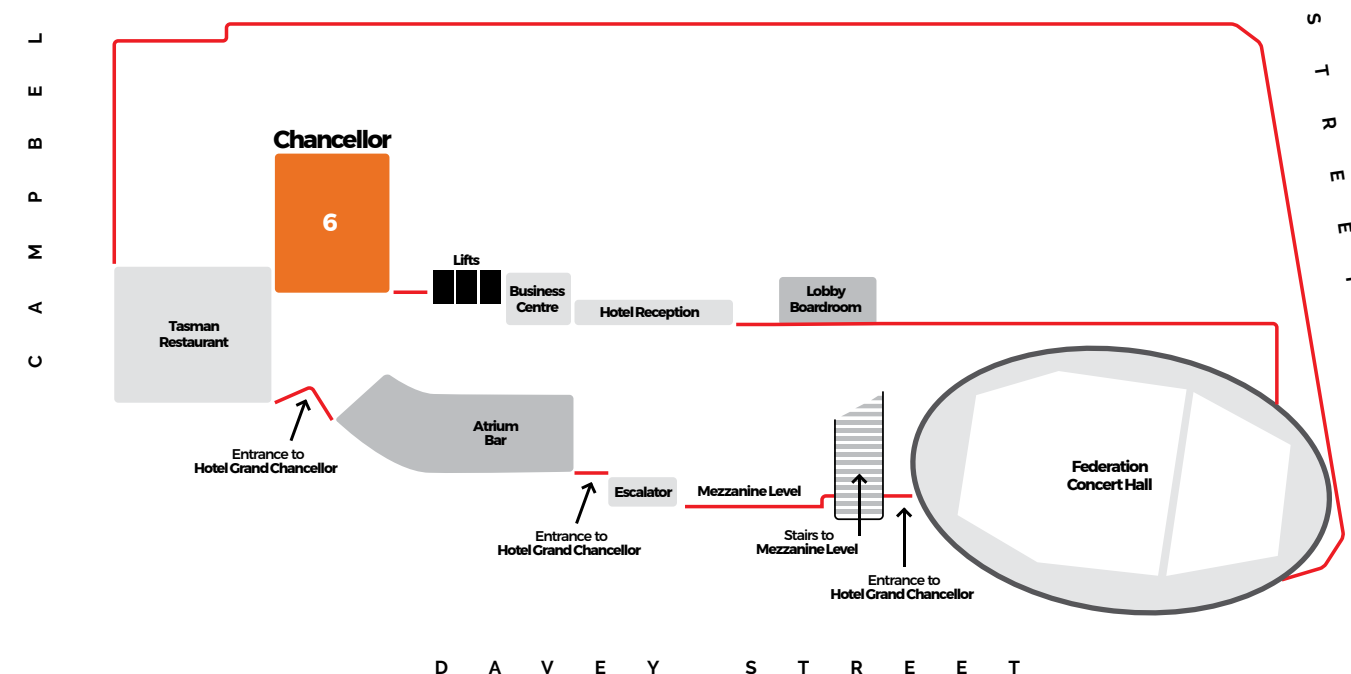 CAMPBEL
STREET
Chancellor
6
Lifts
Business
Centre
Hotel Reception
Lobby
Boardroom
Tasman
Restaurant
Entrance to
Hotel Grand Chancellor
Atrium
Bar
Escalator
Mezzanine Level
Entrance to
Hotel Grand Chancellor
Stairs to
Mezzanine Level
Entrance to
Hotel Grand Chancellor
Federation
Concert Hall
DAVEY STREET